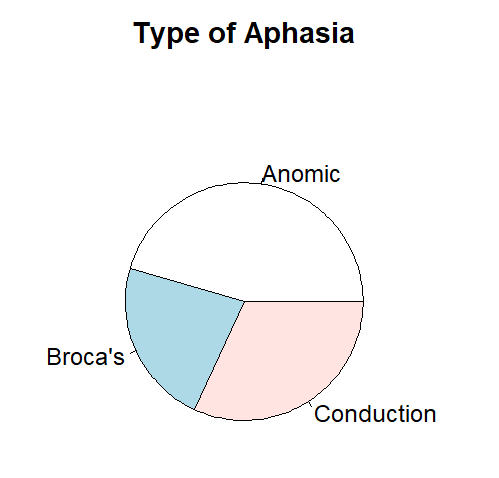 Type of Aphasia
Anomic
Broca's
Conduction